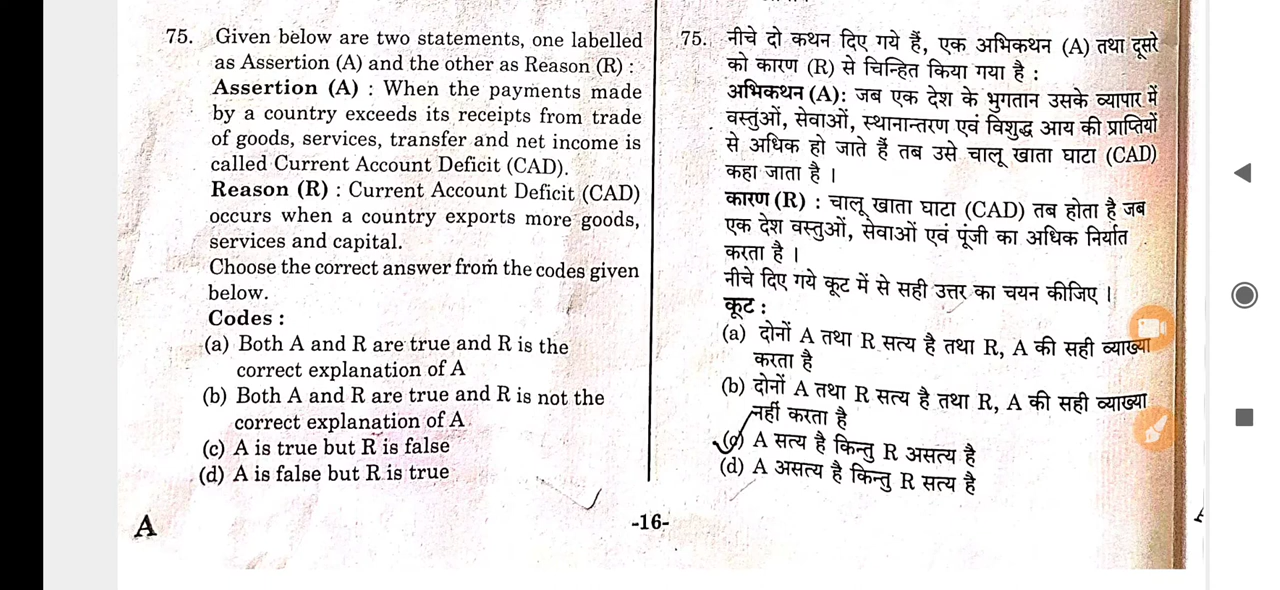 75. Given below are two statements, one labelled
as Assertion (A) and the other as Reason (R) :
Assertion (A) : When the payments made
by a country exceeds its receipts from trade
of goods, services, transfer and net income is
called Current Account Deficit (CAD).
Reason (R) : Current Account Deficit (CAD)
occurs when a country exports more goods,
services and capital.
Choose the correct answer from the codes given
below.
Codes :
(a) Both A and R are true and R is the
correct explanation of A
(b) Both A and R are true and R is not the
correct explanation of A
(c) A is true but R is false
(d) A is false but R is true
75. नीचे दो कथन दिए गये हैं, एक अभिकथन (A) तथा दूसरे
को कारण (R) से चिन्हित किया गया है :
अभिकथन (A): जब एक देश के भुगतान उसके व्यापार में
वस्तुओं, सेवाओं, स्थानान्तरण एवं विशुद्ध आय की प्राप्तियों
से अधिक हो जाते हैं तब उसे चालू खाता घाटा (CAD)
कहा जाता है ।
कारण (R) : चालू खाता घाटा (CAD) तब होता है जब
एक देश वस्तुओं, सेवाओं एवं पूंजी का अधिक निर्यात
करता है ।
नीचे दिए गये कूट में से सही उत्तर का चयन कीजिए ।
कूट :
(a) दोनों A तथा R सत्य है तथा R, A की सही व्याख्या
करता है
(b) दोनों A तथा R सत्य है तथा R, A की सही व्याख्या
नहीं करता है
(c) A सत्य है किन्तु R असत्य है
(d) A असत्य है किन्तु R सत्य है
A
-16-